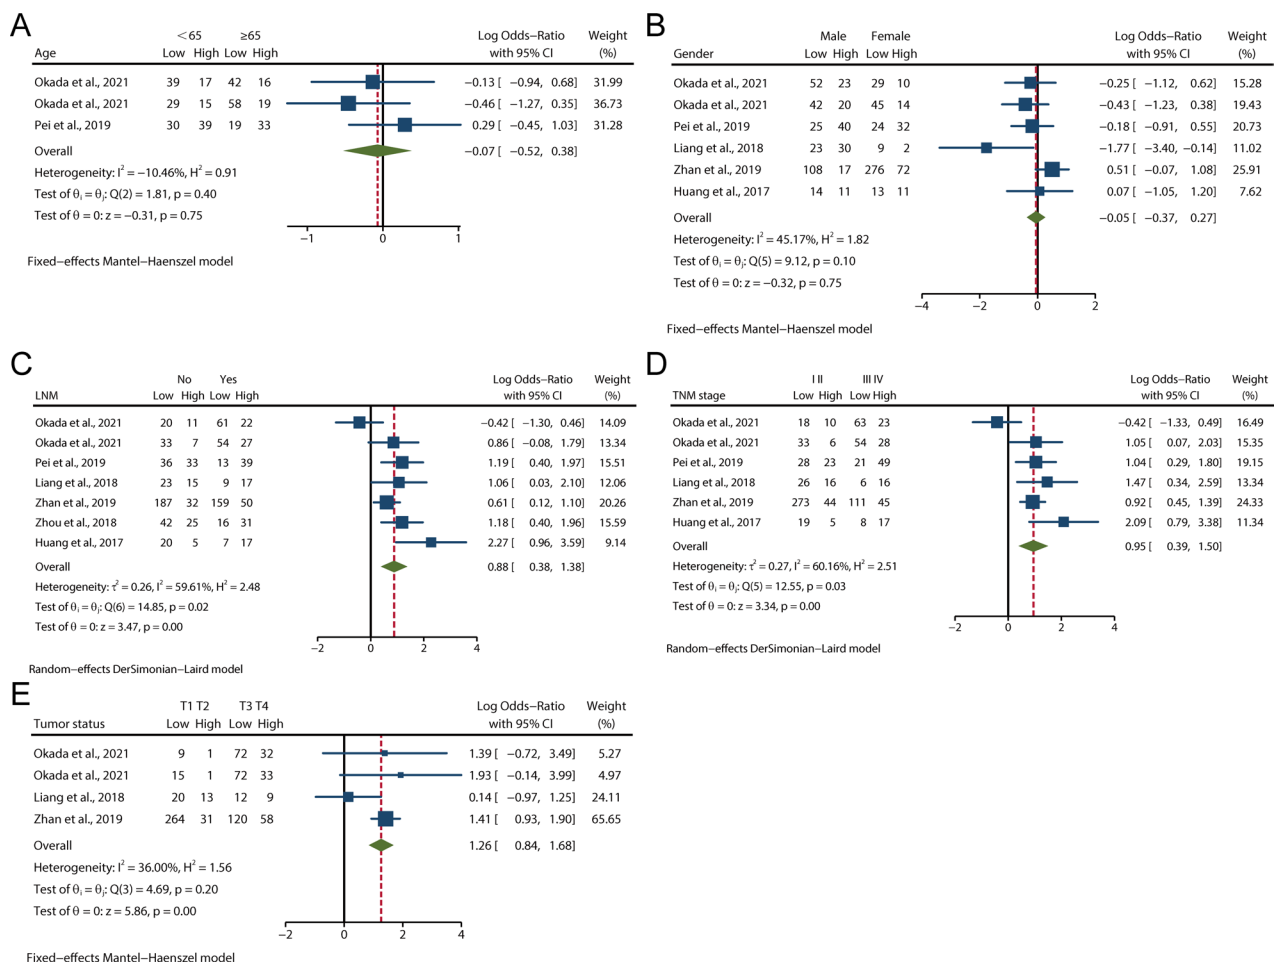 A
<65 ≥65 Log Odds−Ratio Weight
Age Low High Low High with 95% CI (%)
Okada et al., 2021 39 17 42 16 −0.13 [ −0.94, 0.68] 31.99
Okada et al., 2021 29 15 58 19 −0.46 [ −1.27, 0.35] 36.73
Pei et al., 2019 30 39 19 33 0.29 [ −0.45, 1.03] 31.28
Overall −0.07 [ −0.52, 0.38]
Heterogeneity: I² = −10.46%, H² = 0.91
Test of θᵢ = θⱼ: Q(2) = 1.81, p = 0.40
Test of θ = 0: z = −0.31, p = 0.75
−1 0 1
Fixed−effects Mantel−Haenszel model
B
Male Female Log Odds−Ratio Weight
Gender Low High Low High with 95% CI (%)
Okada et al., 2021 52 23 29 10 −0.25 [ −1.12, 0.62] 15.28
Okada et al., 2021 42 20 45 14 −0.43 [ −1.23, 0.38] 19.43
Pei et al., 2019 25 40 24 32 −0.18 [ −0.91, 0.55] 20.73
Liang et al., 2018 23 30 9 2 −1.77 [ −3.40, −0.14] 11.02
Zhan et al., 2019 108 17 276 72 0.51 [ −0.07, 1.08] 25.91
Huang et al., 2017 14 11 13 11 0.07 [ −1.05, 1.20] 7.62
Overall −0.05 [ −0.37, 0.27]
Heterogeneity: I² = 45.17%, H² = 1.82
Test of θᵢ = θⱼ: Q(5) = 9.12, p = 0.10
Test of θ = 0: z = −0.32, p = 0.75
−4 −2 0 2
Fixed−effects Mantel−Haenszel model
C
No Yes Log Odds−Ratio Weight
LNM Low High Low High with 95% CI (%)
Okada et al., 2021 20 11 61 22 −0.42 [ −1.30, 0.46] 14.09
Okada et al., 2021 33 7 54 27 0.86 [ −0.08, 1.79] 13.34
Pei et al., 2019 36 33 13 39 1.19 [ 0.40, 1.97] 15.51
Liang et al., 2018 23 15 9 17 1.06 [ 0.03, 2.10] 12.06
Zhan et al., 2019 187 32 159 50 0.61 [ 0.12, 1.10] 20.26
Zhou et al., 2018 42 25 16 31 1.18 [ 0.40, 1.96] 15.59
Huang et al., 2017 20 5 7 17 2.27 [ 0.96, 3.59] 9.14
Overall 0.88 [ 0.38, 1.38]
Heterogeneity: τ² = 0.26, I² = 59.61%, H² = 2.48
Test of θᵢ = θⱼ: Q(6) = 14.85, p = 0.02
Test of θ = 0: z = 3.47, p = 0.00
−2 0 2 4
Random−effects DerSimonian−Laird model
D
I II III IV Log Odds−Ratio Weight
TNM stage Low High Low High with 95% CI (%)
Okada et al., 2021 18 10 63 23 −0.42 [ −1.33, 0.49] 16.49
Okada et al., 2021 33 6 54 28 1.05 [ 0.07, 2.03] 15.35
Pei et al., 2019 28 23 21 49 1.04 [ 0.29, 1.80] 19.15
Liang et al., 2018 26 16 6 16 1.47 [ 0.34, 2.59] 13.34
Zhan et al., 2019 273 44 111 45 0.92 [ 0.45, 1.39] 24.33
Huang et al., 2017 19 5 8 17 2.09 [ 0.79, 3.38] 11.34
Overall 0.95 [ 0.39, 1.50]
Heterogeneity: τ² = 0.27, I² = 60.16%, H² = 2.51
Test of θᵢ = θⱼ: Q(5) = 12.55, p = 0.03
Test of θ = 0: z = 3.34, p = 0.00
−2 0 2 4
Random−effects DerSimonian−Laird model
E
T1 T2 T3 T4 Log Odds−Ratio Weight
Tumor status Low High Low High with 95% CI (%)
Okada et al., 2021 9 1 72 32 1.39 [ −0.72, 3.49] 5.27
Okada et al., 2021 15 1 72 33 1.93 [ −0.14, 3.99] 4.97
Liang et al., 2018 20 13 12 9 0.14 [ −0.97, 1.25] 24.11
Zhan et al., 2019 264 31 120 58 1.41 [ 0.93, 1.90] 65.65
Overall 1.26 [ 0.84, 1.68]
Heterogeneity: I² = 36.00%, H² = 1.56
Test of θᵢ = θⱼ: Q(3) = 4.69, p = 0.20
Test of θ = 0: z = 5.86, p = 0.00
−2 0 2 4
Fixed−effects Mantel−Haenszel model